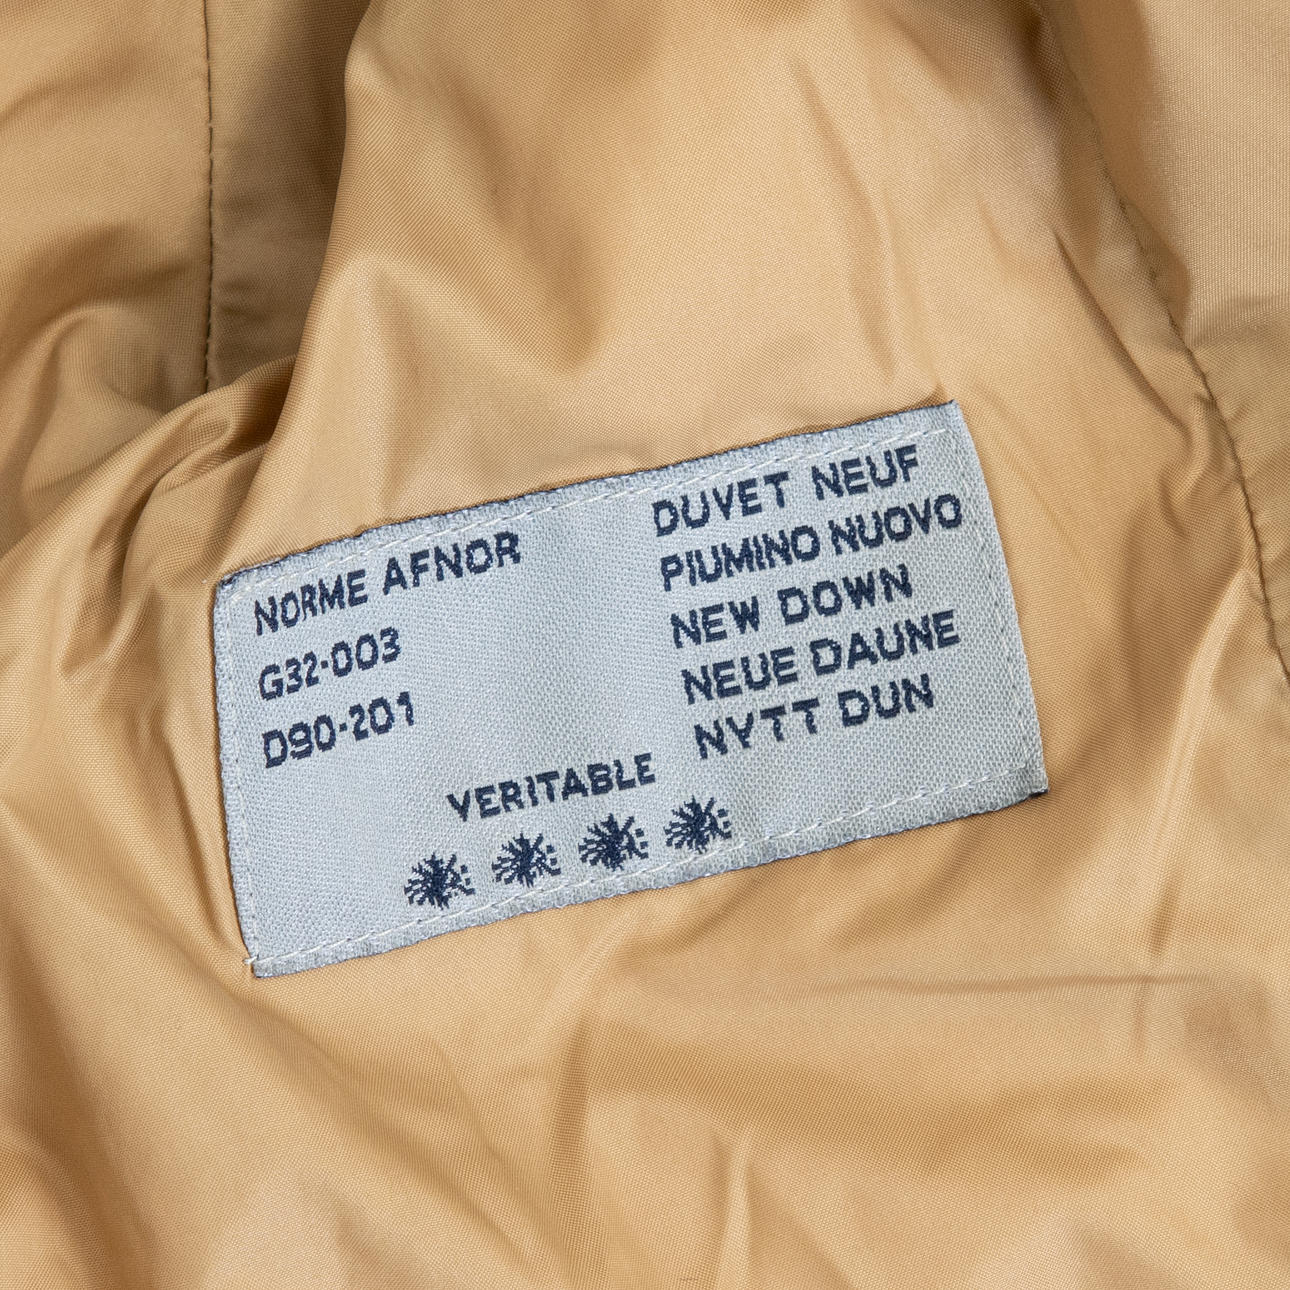 NORME AFNOR
G32-003
D90-201
DUVET NEUF
PIUMINO NUOVO
NEW DOWN
NEUE DAUNE
NYTT DUN
VERITABLE